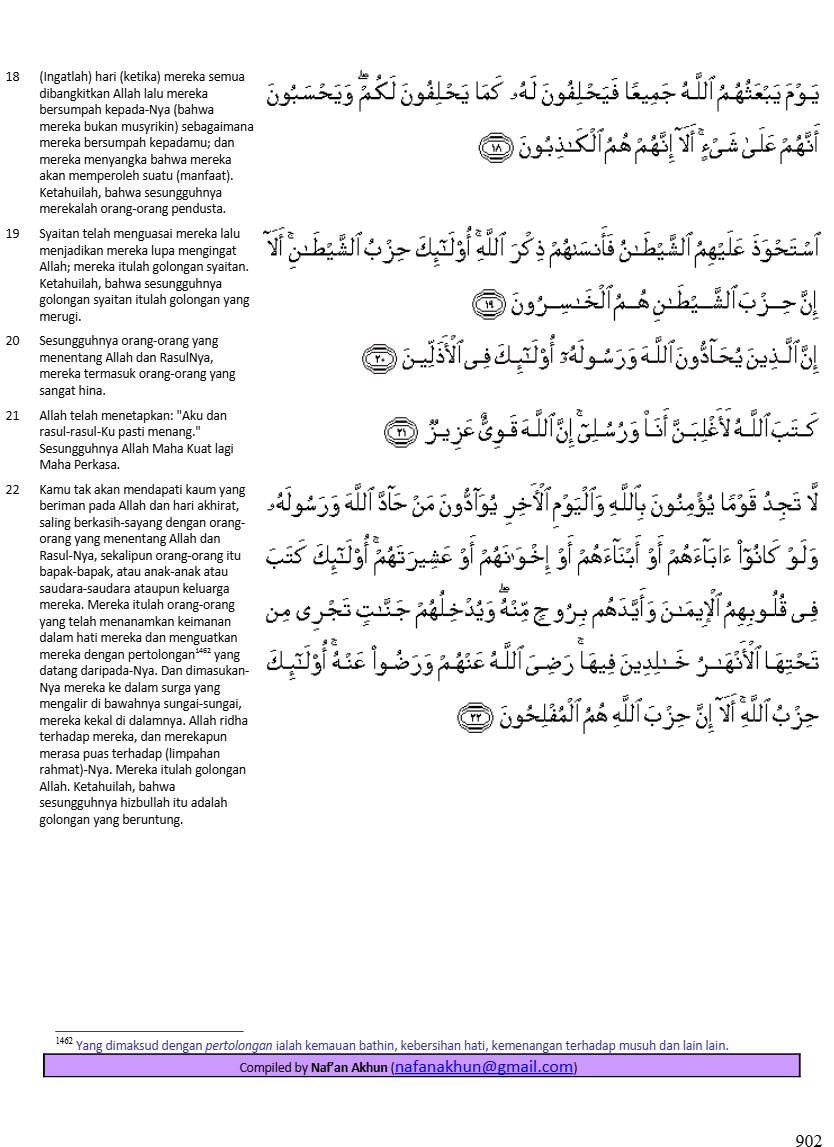 18 (Ingatlah) hari (ketika) mereka semua
dibangkitkan Allah lalu mereka
bersumpah kepada-Nya (bahwa
mereka bukan musyrikin) sebagaimana
mereka bersumpah kepadamu; dan
mereka menyangka bahwa mereka
akan memperoleh suatu (manfaat).
Ketahuilah, bahwa sesungguhnya
merekalah orang-orang pendusta.
يَوْمَ يَبْعَثُهُمُ ٱللَّهُ جَمِيعًا فَيَحْلِفُونَ لَهُۥ كَمَا يَحْلِفُونَ لَكُمْ ۖ وَيَحْسَبُونَ
أَنَّهُمْ عَلَىٰ شَىْءٍ ۚ أَلَآ إِنَّهُمْ هُمُ ٱلْكَـٰذِبُونَ ١٨
19 Syaitan telah menguasai mereka lalu
menjadikan mereka lupa mengingat
Allah; mereka itulah golongan syaitan.
Ketahuilah, bahwa sesungguhnya
golongan syaitan itulah golongan yang
merugi.
ٱسْتَحْوَذَ عَلَيْهِمُ ٱلشَّيْطَـٰنُ فَأَنسَىٰهُمْ ذِكْرَ ٱللَّهِ ۚ أُو۟لَـٰٓئِكَ حِزْبُ ٱلشَّيْطَـٰنِ ۚ أَلَآ
إِنَّ حِزْبَ ٱلشَّيْطَـٰنِ هُمُ ٱلْخَـٰسِرُونَ ١٩
20 Sesungguhnya orang-orang yang
menentang Allah dan RasulNya,
mereka termasuk orang-orang yang
sangat hina.
إِنَّ ٱلَّذِينَ يُحَآدُّونَ ٱللَّهَ وَرَسُولَهُۥٓ أُو۟لَـٰٓئِكَ فِى ٱلْأَذَلِّينَ ٢٠
21 Allah telah menetapkan: "Aku dan
rasul-rasul-Ku pasti menang."
Sesungguhnya Allah Maha Kuat lagi
Maha Perkasa.
كَتَبَ ٱللَّهُ لَأَغْلِبَنَّ أَنَا۠ وَرُسُلِىٓ ۚ إِنَّ ٱللَّهَ قَوِىٌّ عَزِيزٌ ٢١
22 Kamu tak akan mendapati kaum yang
beriman pada Allah dan hari akhirat,
saling berkasih-sayang dengan orang-
orang yang menentang Allah dan
Rasul-Nya, sekalipun orang-orang itu
bapak-bapak, atau anak-anak atau
saudara-saudara ataupun keluarga
mereka. Mereka itulah orang-orang
yang telah menanamkan keimanan
dalam hati mereka dan menguatkan
mereka dengan pertolongan1462 yang
datang daripada-Nya. Dan dimasukan-
Nya mereka ke dalam surga yang
mengalir di bawahnya sungai-sungai,
mereka kekal di dalamnya. Allah ridha
terhadap mereka, dan merekapun
merasa puas terhadap (limpahan
rahmat)-Nya. Mereka itulah golongan
Allah. Ketahuilah, bahwa
sesungguhnya hizbullah itu adalah
golongan yang beruntung.
لَّا تَجِدُ قَوْمًا يُؤْمِنُونَ بِٱللَّهِ وَٱلْيَوْمِ ٱلْـَٔاخِرِ يُوَآدُّونَ مَنْ حَآدَّ ٱللَّهَ وَرَسُولَهُۥ
وَلَوْ كَانُوٓا۟ ءَابَآءَهُمْ أَوْ أَبْنَآءَهُمْ أَوْ إِخْوَٰنَهُمْ أَوْ عَشِيرَتَهُمْ ۚ أُو۟لَـٰٓئِكَ كَتَبَ
فِى قُلُوبِهِمُ ٱلْإِيمَـٰنَ وَأَيَّدَهُم بِرُوحٍ مِّنْهُ ۖ وَيُدْخِلُهُمْ جَنَّـٰتٍ تَجْرِى مِن
تَحْتِهَا ٱلْأَنْهَـٰرُ خَـٰلِدِينَ فِيهَا ۚ رَضِىَ ٱللَّهُ عَنْهُمْ وَرَضُوا۟ عَنْهُ ۚ أُو۟لَـٰٓئِكَ
حِزْبُ ٱللَّهِ ۚ أَلَآ إِنَّ حِزْبَ ٱللَّهِ هُمُ ٱلْمُفْلِحُونَ ٢٢
1462 Yang dimaksud dengan pertolongan ialah kemauan bathin, kebersihan hati, kemenangan terhadap musuh dan lain lain.
Compiled by Naf'an Akhun (nafanakhun@gmail.com)
902